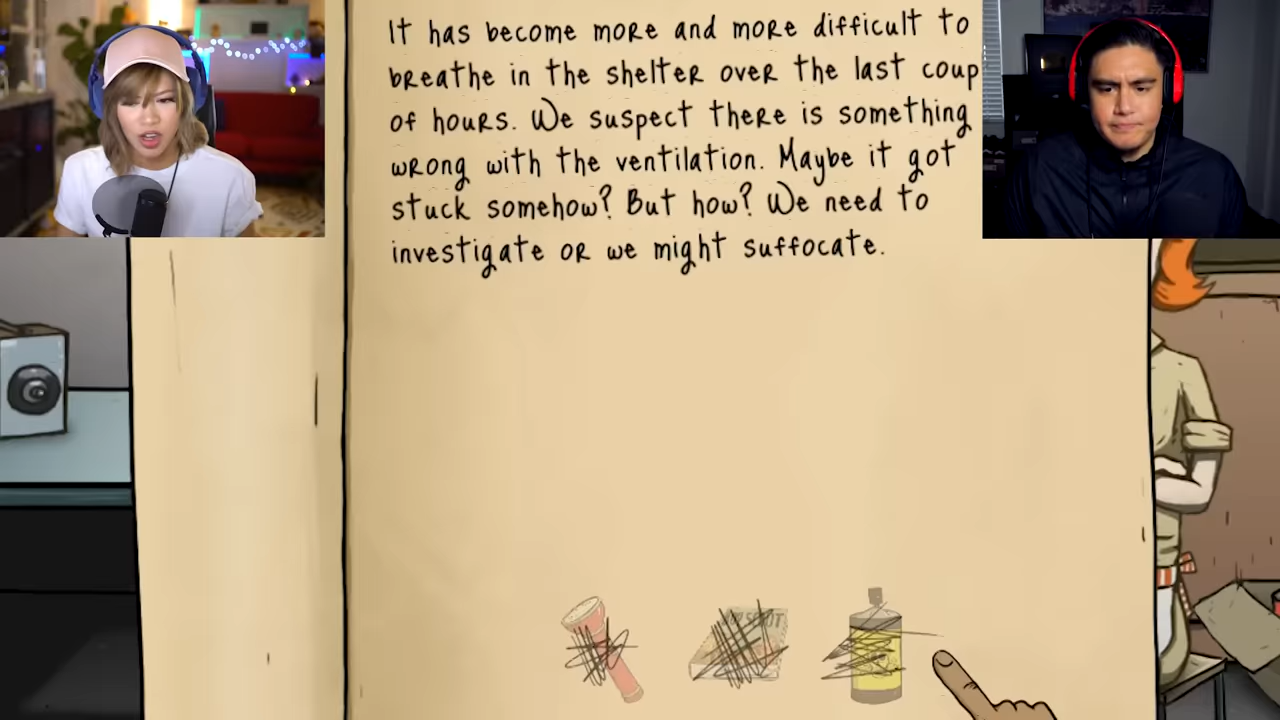 It has become more and more difficult to
breathe in the shelter over the last coup
of hours. We suspect there is something
wrong with the ventilation. Maybe it got
stuck somehow? But how? We need to
investigate or we might suffocate.